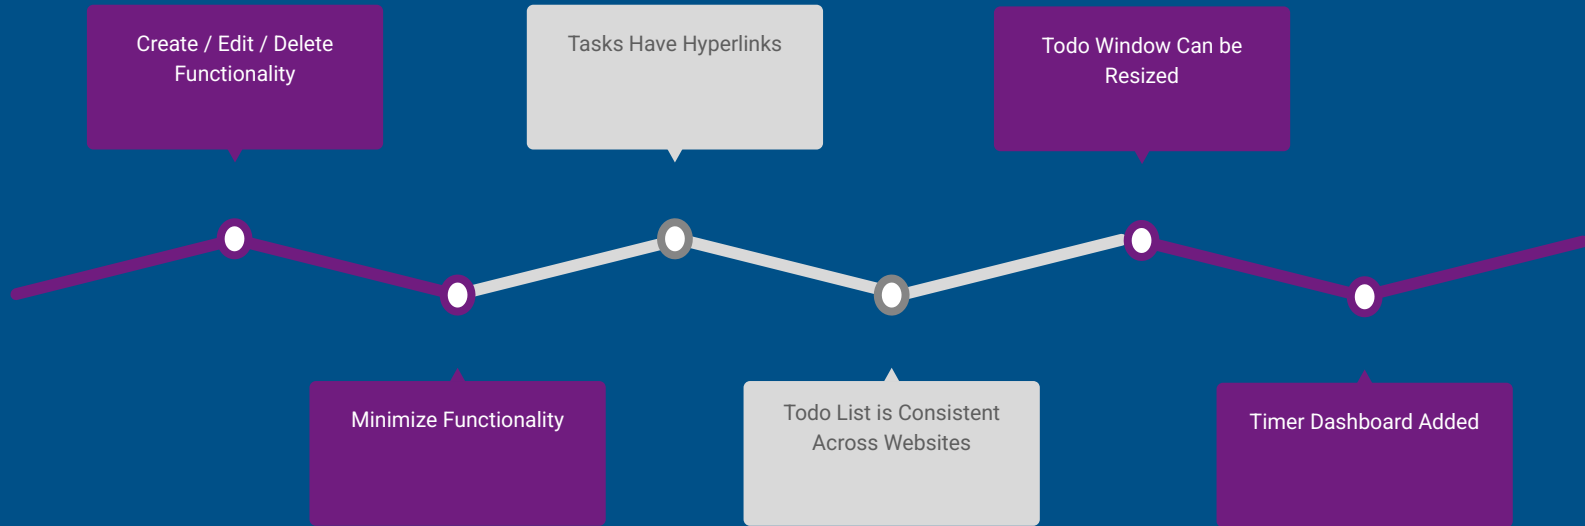 Create / Edit / Delete
Functionality
Tasks Have Hyperlinks
Todo Window Can be
Resized
Minimize Functionality
Todo List is Consistent
Across Websites
Timer Dashboard Added